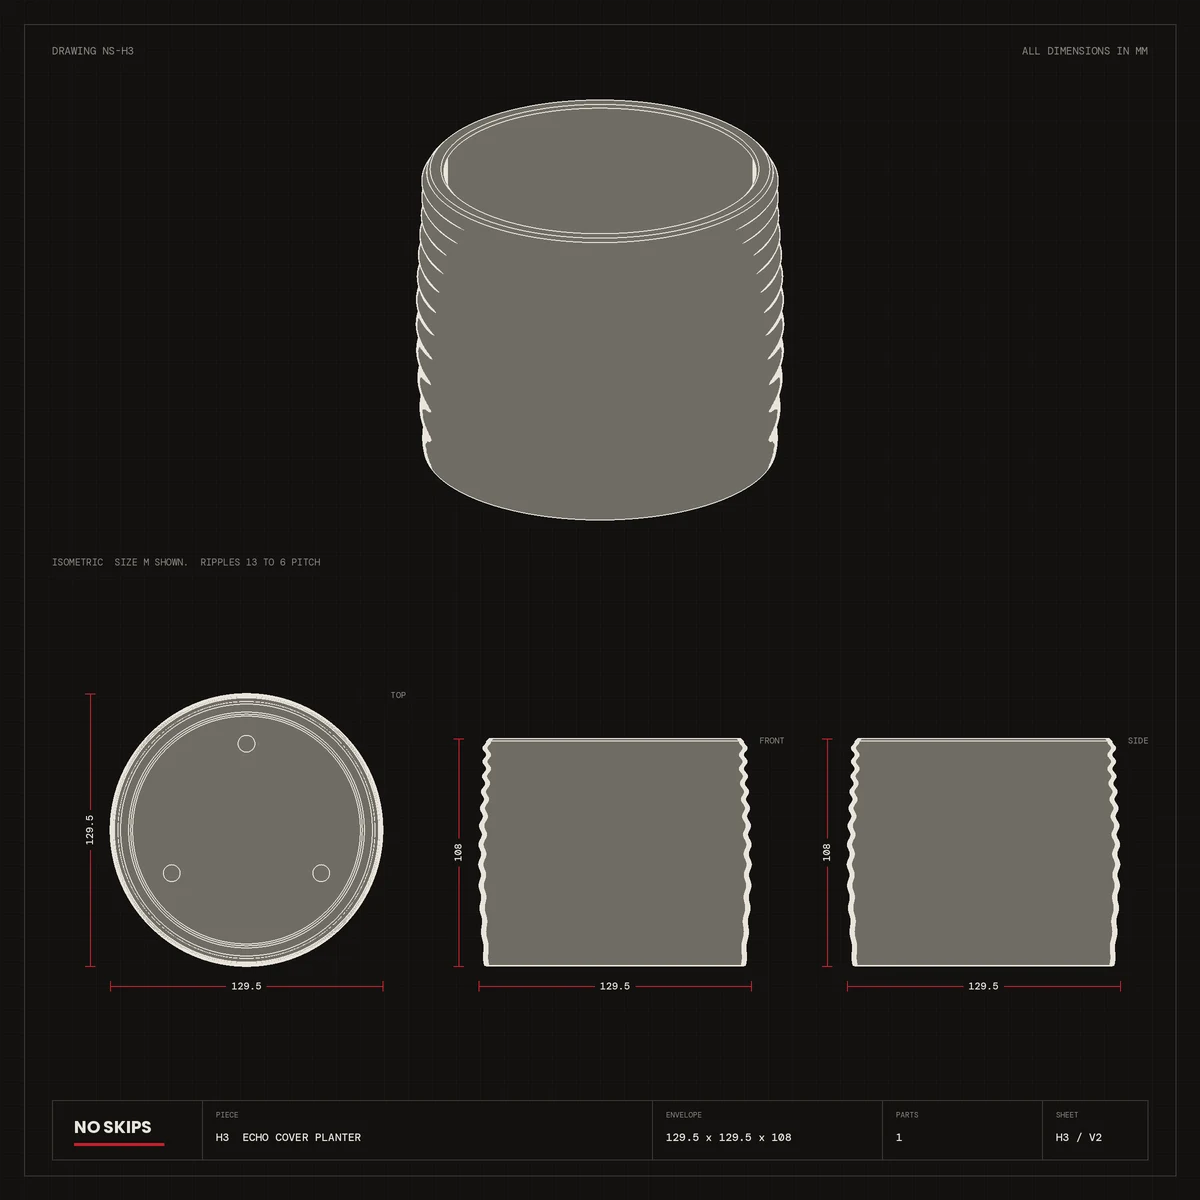 DRAWING NS-H3
ALL DIMENSIONS IN MM
ISOMETRIC  SIZE M SHOWN.  RIPPLES 13 TO 6 PITCH
TOP
129.5
129.5
FRONT
108
129.5
SIDE
108
129.5
NO SKIPS
PIECE
H3  ECHO COVER PLANTER
ENVELOPE
129.5 x 129.5 x 108
PARTS
1
SHEET
H3 / V2